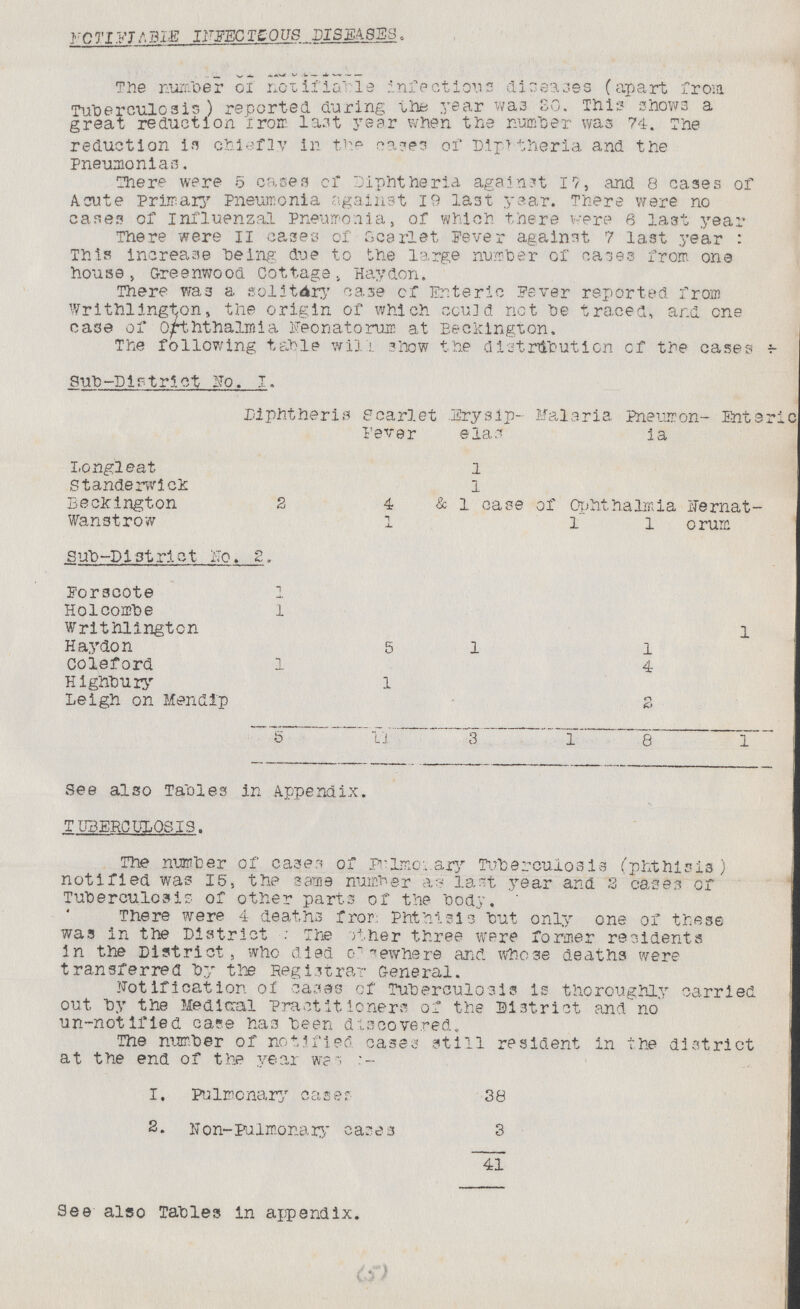 NOTIFIABLE INFECTEOUS DISEASES.
The number of notifiable infectious diseases (apart from
Tuberculosis) reported during the year was 30. This shows a
great reduction from last year when the number was 74. The
reduction is chiefly in the cases of Diphtheria and the
Pneumonias.
There were 5 cases of Diphtheria against I7, and 8 cases of
Acute Primary Pneumonia against I9 last year. There were no
cases of Influenzal Pneumonia, of which there were 6 last year
There were II cases of Scarlet Fever against 7 last year :
This increase being due to the large number of cases from one
house, Greenwood Cottage, Haydon.
There was a solitary case of Enteric Fever reported from
Writhlington, the origin of which could not be traced, and one
case of Ophthalmia Neonatorum at Beckington.
The following table will show the distribution of the cases :-
Sub-District No. I.
Diphtheria Scarlet Erysip- Malaria Pneumon- Enteric
Fever elas ia
Longleat 1
Standerwick 1
Beckington 2 4 & 1 case of Ophthalmia Nernat-
Wanstrow 1 1 1 orum
Sub-District No. 2.
Forscote 1
Holcombe 1
Writhlington 1
Haydon 5 1 1
Coleford 1 4
Highbury 1
Leigh on Mendip 2
5 11 3 1 8 1
See also Tables in Appendix.
TUBERCULOSIS.
The number of cases of Pulmonary Tuberculosis (phthisis)
notified was I5, the same number as last year and 2 cases of
Tuberculosis of other parts of the body.
There were 4 deaths from Phthisis but only one of these
was in the District : The other three were former residents
in the District, who died elsewhere and whose deaths were
transferred by the Registrar General.
Notification of cases of Tuberculosis is thoroughly carried
out by the Medical Practitioners of the District and no
un-notified case has been discovered.
The number of notified cases still resident in the district
at the end of the year was :-
I. Pulmonary cases 38
2. Non-Pulmonary cases 3
41
See also Tables in appendix.
(5)